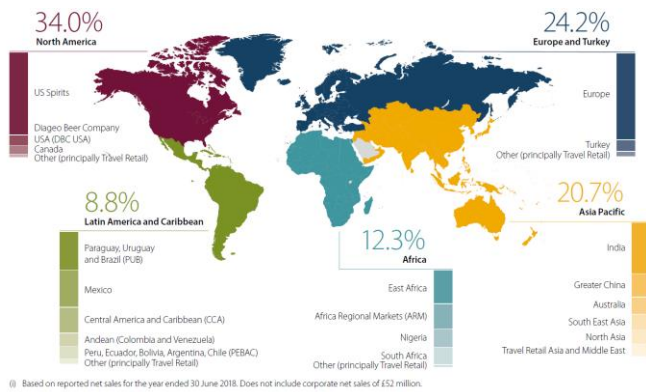 34.0%
North America
US Spirits
Diageo Beer Company
USA (DBC USA)
Canada
Other (principally Travel Retail)
24.2%
Europe and Turkey
Europe
Turkey
Other (principally Travel Retail)
8.8%
Latin America and Caribbean
Paraguay, Uruguay
and Brazil (PUB)
Mexico
Central America and Caribbean (CCA)
Andean (Colombia and Venezuela)
Peru, Ecuador, Bolivia, Argentina, Chile (PEBAC)
Other (principally Travel Retail)
12.3%
Africa
East Africa
Africa Regional Markets (ARM)
Nigeria
South Africa
Other (principally Travel Retail)
20.7%
Asia Pacific
India
Greater China
Australia
South East Asia
North Asia
Travel Retail Asia and Middle East
(i) Based on reported net sales for the year ended 30 June 2018. Does not include corporate net sales of £52 million.